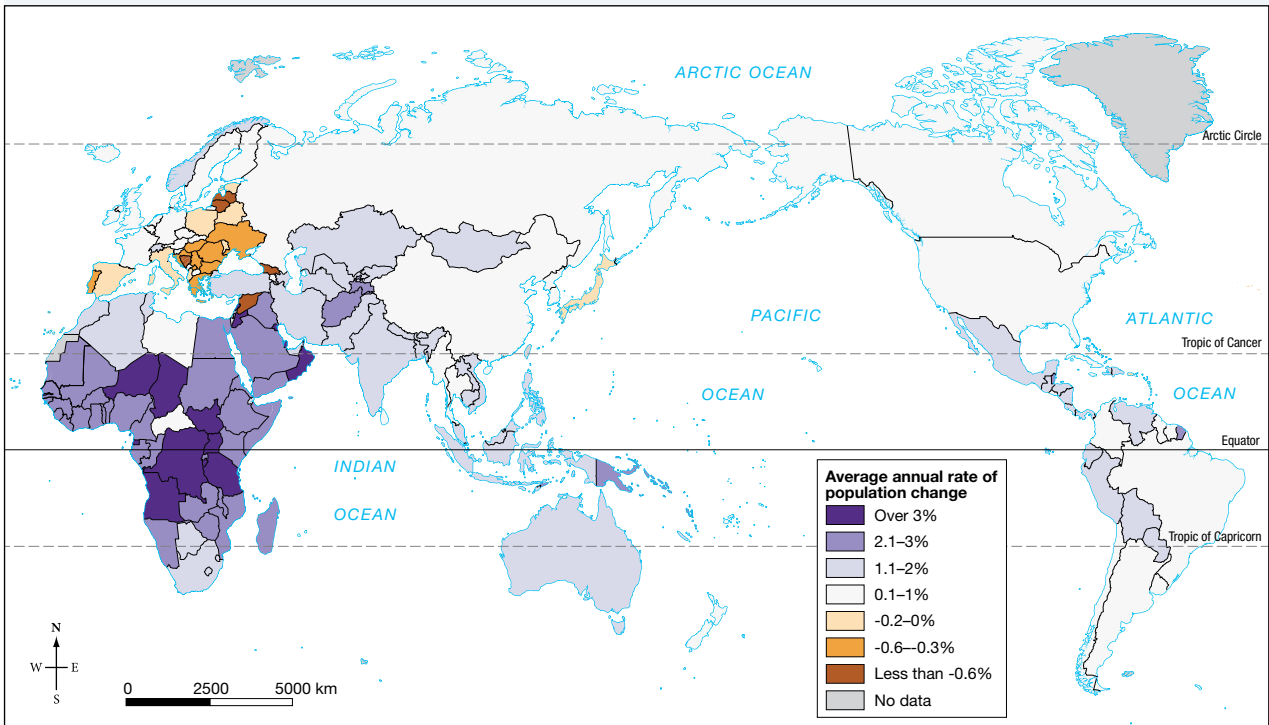 ARCTIC OCEAN
Arctic Circle
PACIFIC
ATLANTIC
Tropic of Cancer
OCEAN
OCEAN
Equator
INDIAN
OCEAN
Tropic of Capricorn
Average annual rate of
population change
Over 3%
2.1–3%
1.1–2%
0.1–1%
-0.2–0%
-0.6–-0.3%
Less than -0.6%
No data
N
W E
S
0 2500 5000 km